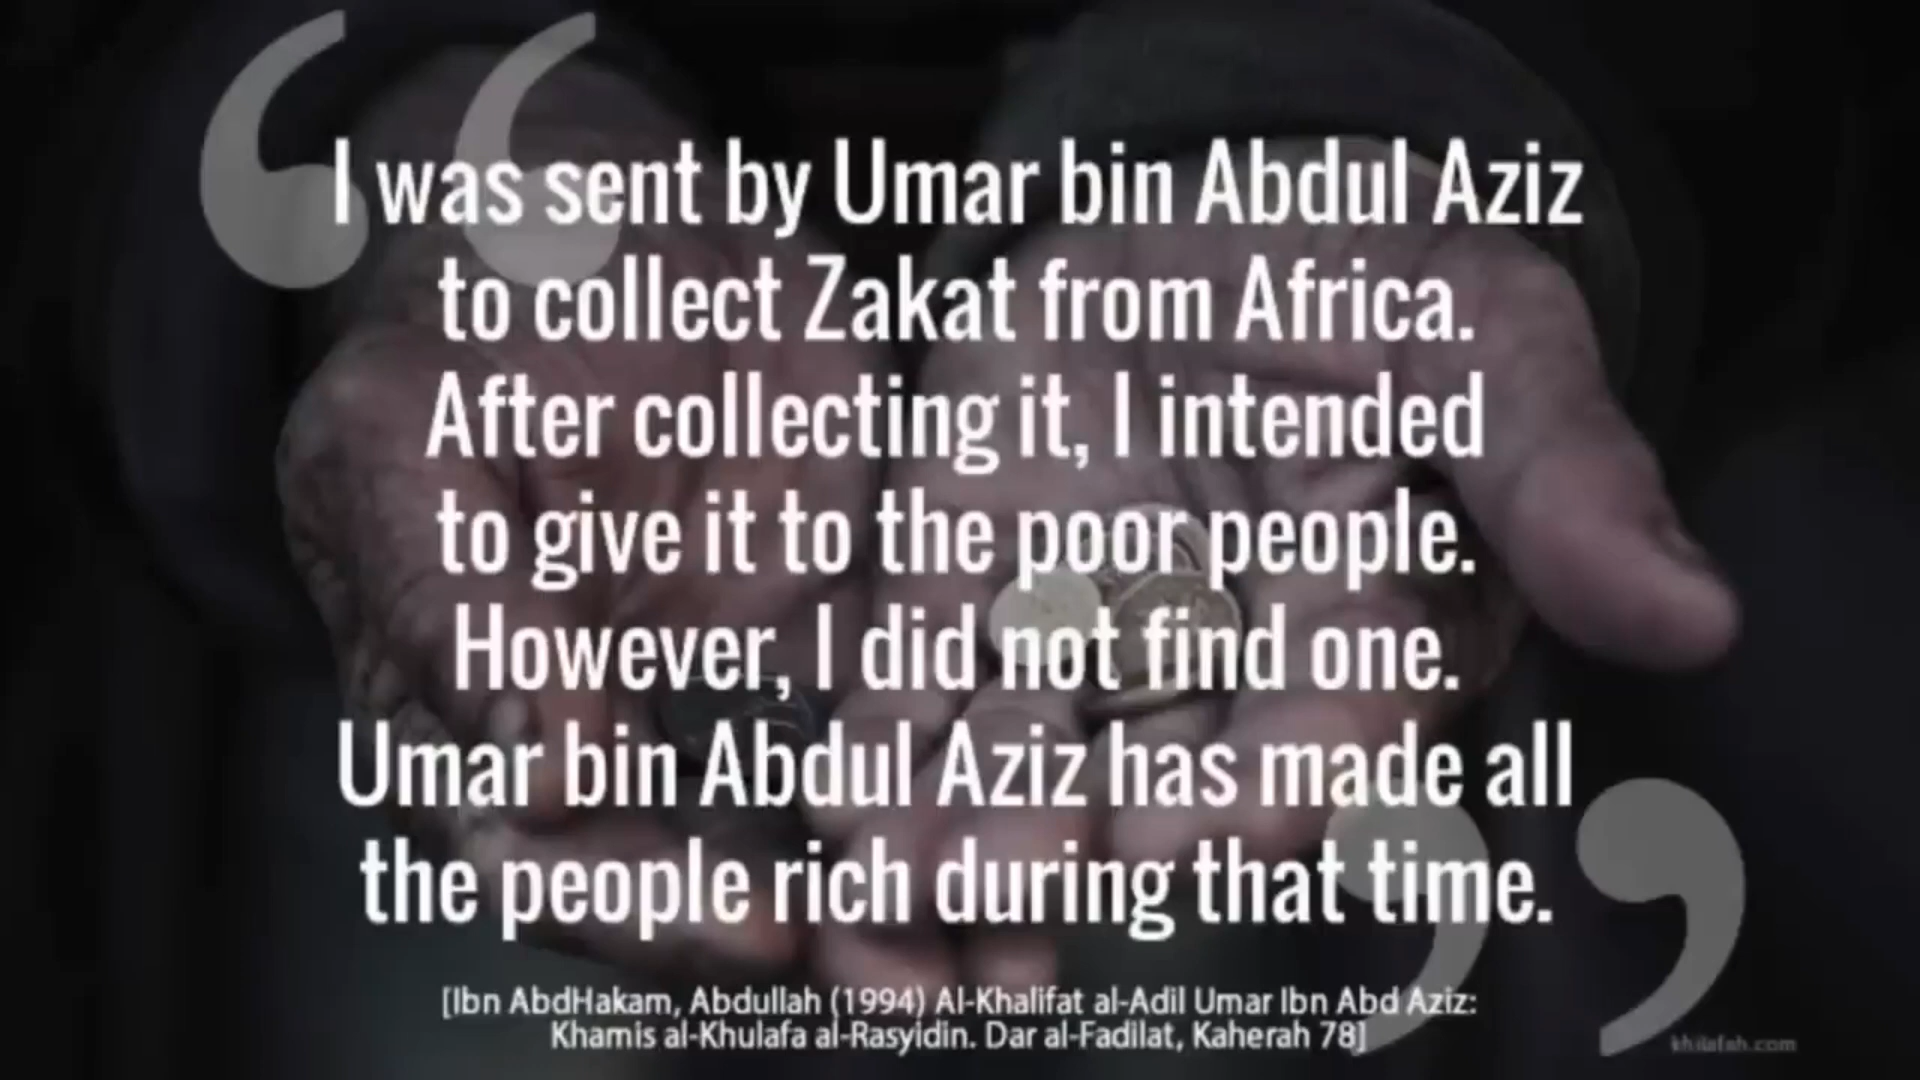 I was sent by Umar bin Abdul Aziz
to collect Zakat from Africa.
After collecting it, I intended
to give it to the poor people.
However, I did not find one.
Umar bin Abdul Aziz has made all
the people rich during that time.
[Ibn AbdHakam, Abdullah (1994) Al-Khalifat al-Adil Umar Ibn Abd Aziz:
Khamis al-Khulafa al-Rasyidin. Dar al-Fadilat, Kaherah 78]
khilafah.com